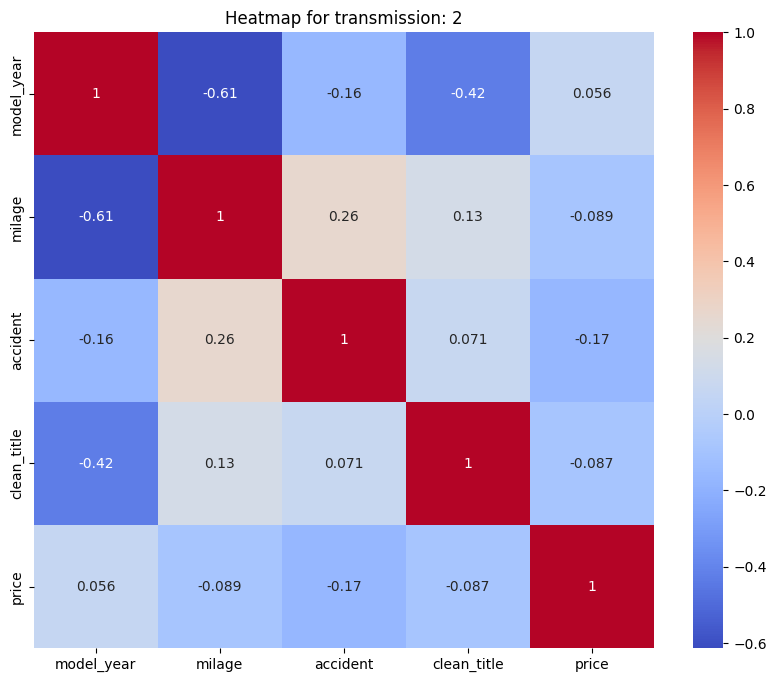 Heatmap for transmission: 2
model_year 1 -0.61 -0.16 -0.42 0.056
milage -0.61 1 0.26 0.13 -0.089
accident -0.16 0.26 1 0.071 -0.17
clean_title -0.42 0.13 0.071 1 -0.087
price 0.056 -0.089 -0.17 -0.087 1
model_year milage accident clean_title price
1.0
0.8
0.6
0.4
0.2
0.0
−0.2
−0.4
−0.6